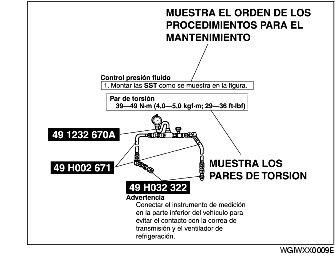 MUESTRA EL ORDEN DE LOS
PROCEDIMIENTOS PARA EL
MANTENIMIENTO
Control presión fluido
1. Montar las SST como se muestra en la figura.
Par de torsión
39—49 N·m (4,0—5,0 kgf·m; 29—36 ft·lbf)
49 1232 670A
49 H002 671
MUESTRA LOS
PARES DE TORSION
49 H032 322
Advertencia
Conectar el instrumento de medición
en la parte inferior del vehículo para
evitar el contacto con la correa de
transmisión y el ventilador de
refrigeración.
WGIWXX0009E